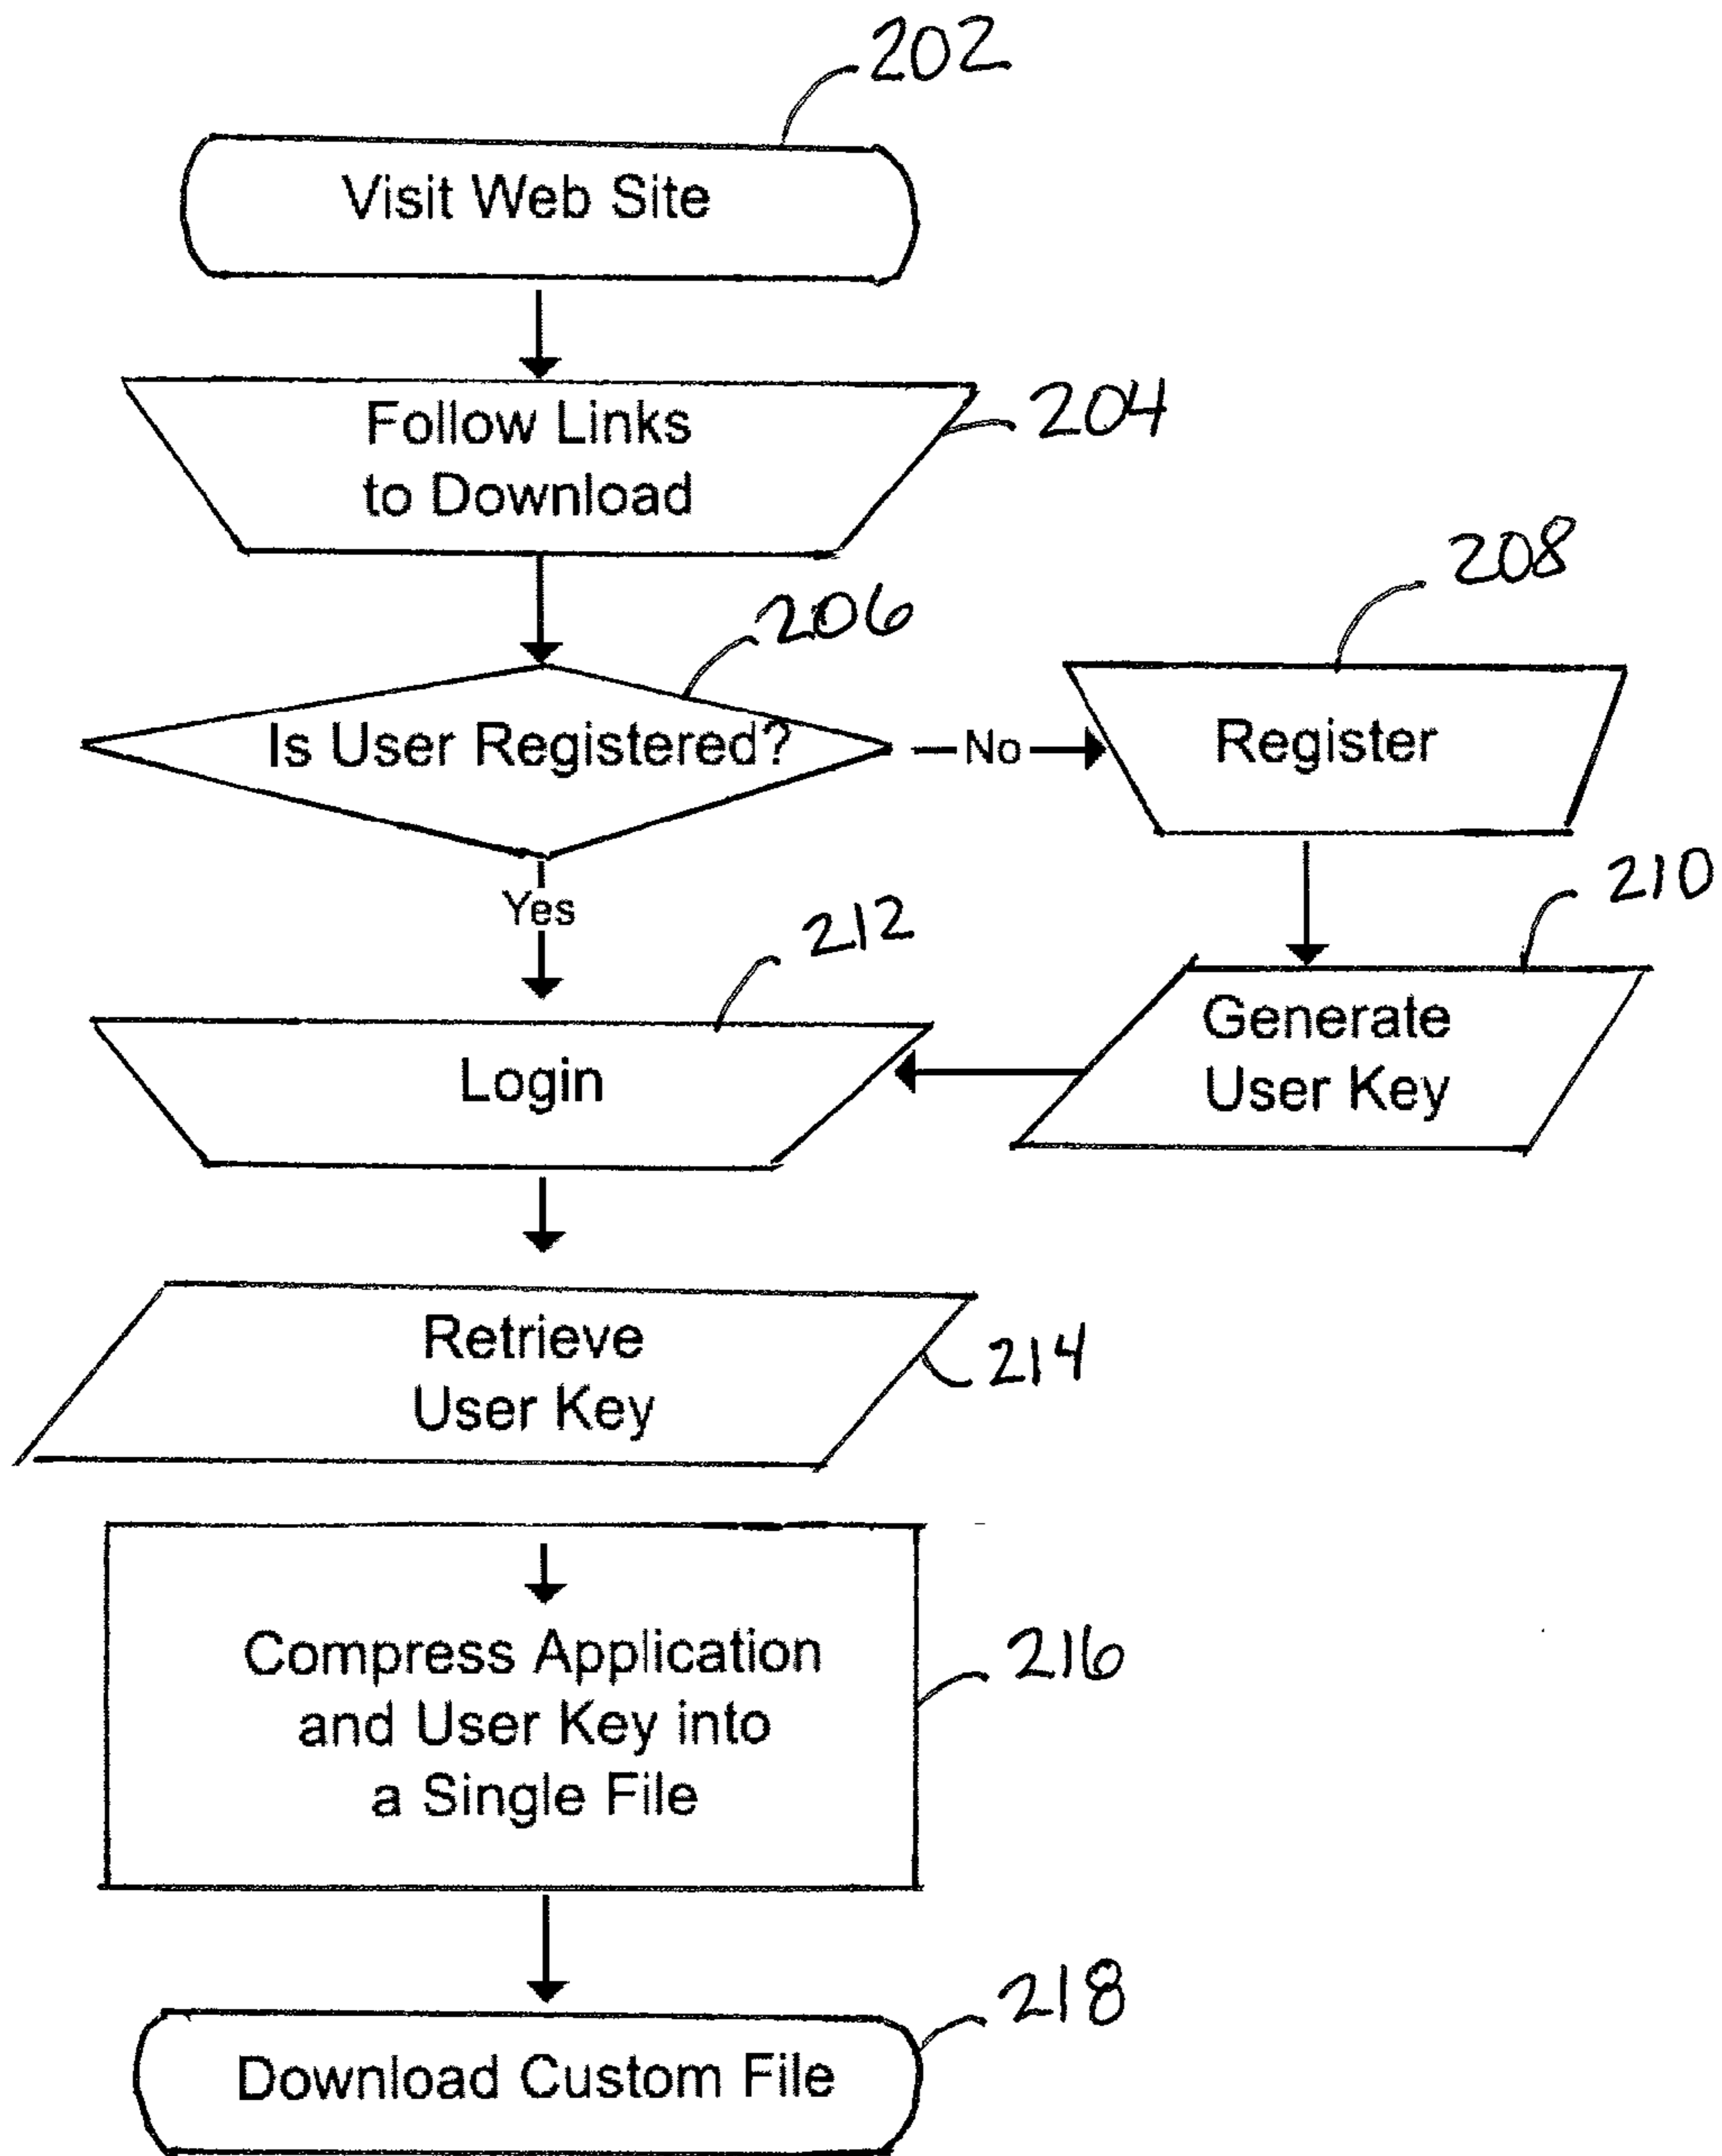 202
Visit Web Site
Follow Links
to Download
204
206
208
Is User Registered?
No
Register
Yes
212
210
Login
Generate
User Key
Retrieve
User Key
214
Compress Application
and User Key into
a Single File
216
218
Download Custom File